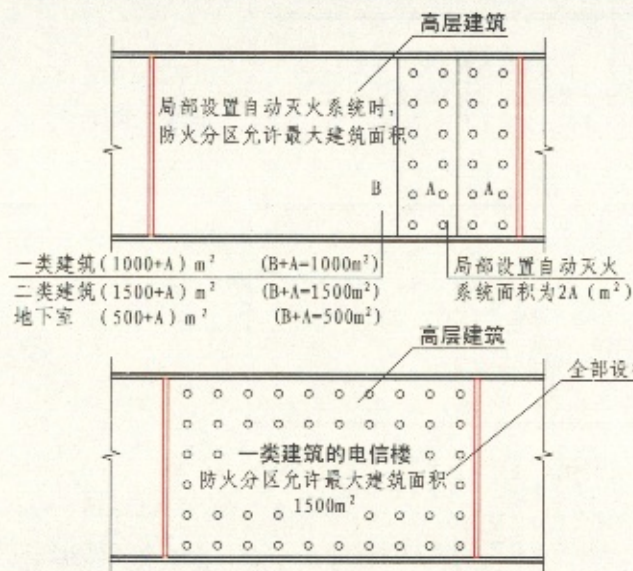 高层建筑
局部设置自动灭火系统时,
防火分区允许最大建筑面积
B A A
一类建筑(1000+A) m² (B+A=1000m²)
二类建筑(1500+A) m² (B+A=1500m²)
地下室 (500+A) m² (B+A=500m²)
局部设置自动灭火
系统面积为2A (m²)
高层建筑
全部设
一类建筑的电信楼
防火分区允许最大建筑面积
1500m²